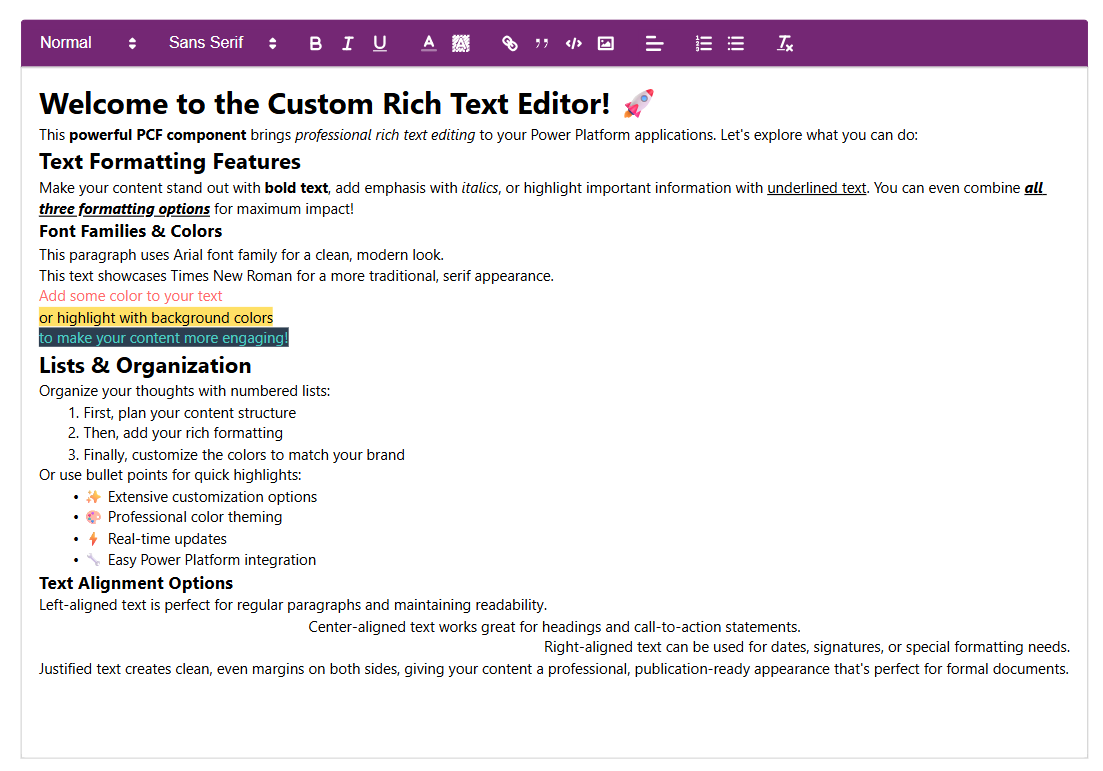 Normal Sans Serif
Welcome to the Custom Rich Text Editor! 🚀
This powerful PCF component brings professional rich text editing to your Power Platform applications. Let's explore what you can do:
Text Formatting Features
Make your content stand out with bold text, add emphasis with italics, or highlight important information with underlined text. You can even combine all
three formatting options for maximum impact!
Font Families & Colors
This paragraph uses Arial font family for a clean, modern look.
This text showcases Times New Roman for a more traditional, serif appearance.
Add some color to your text
or highlight with background colors
to make your content more engaging!
Lists & Organization
Organize your thoughts with numbered lists:
1. First, plan your content structure
2. Then, add your rich formatting
3. Finally, customize the colors to match your brand
Or use bullet points for quick highlights:
• ✨ Extensive customization options
• 🎨 Professional color theming
• ⚡ Real-time updates
• 🔧 Easy Power Platform integration
Text Alignment Options
Left-aligned text is perfect for regular paragraphs and maintaining readability.
Center-aligned text works great for headings and call-to-action statements.
Right-aligned text can be used for dates, signatures, or special formatting needs.
Justified text creates clean, even margins on both sides, giving your content a professional, publication-ready appearance that's perfect for formal documents.